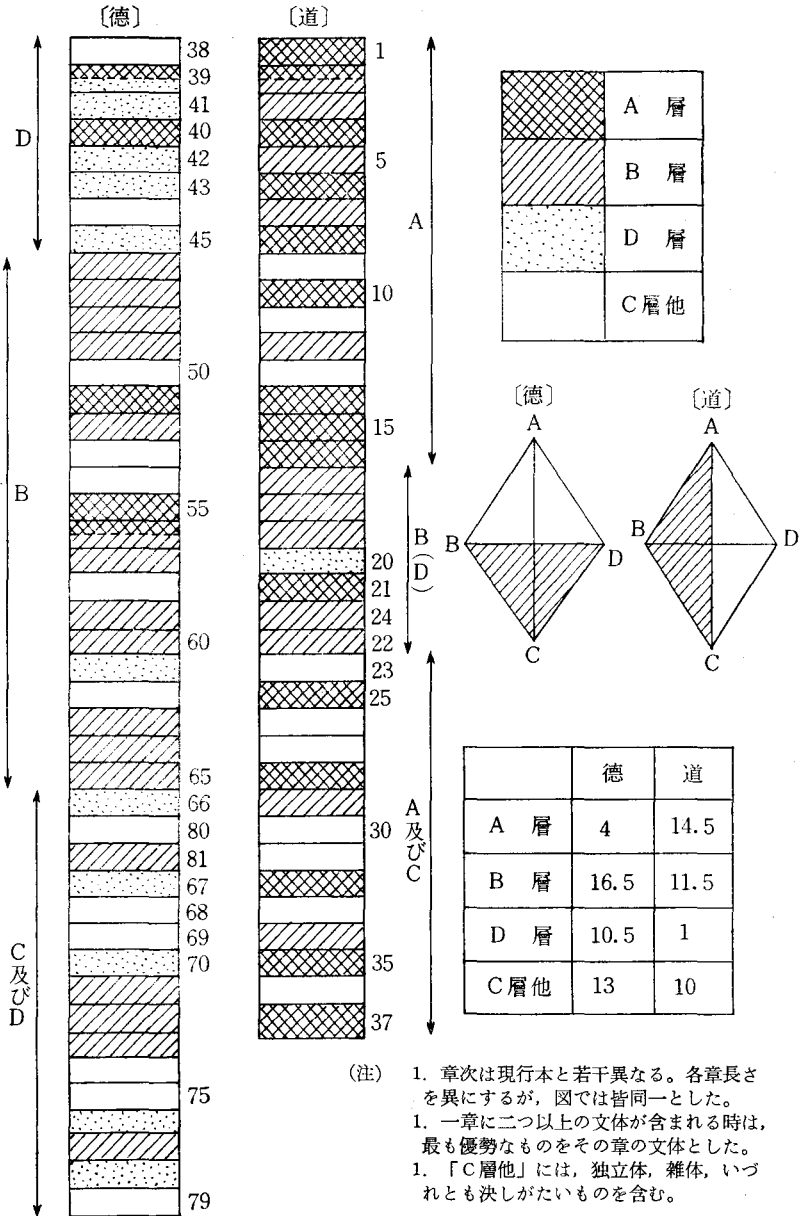 〔徳〕
38
39
41
40
42
43
45
50
55
60
65
66
80
81
67
68
69
70
75
79
D
B
C及びD
〔道〕
1
5
10
15
20
21
24
22
23
25
30
35
37
A
B(D)
A及びC
A 層
B 層
D 層
C層他
〔徳〕
A
B
D
C
〔道〕
A
B
D
C
徳 道
A 層 4 14.5
B 層 16.5 11.5
D 層 10.5 1
C層他 13 10
(注) 1. 章次は現行本と若干異なる。各章長さ
を異にするが,図では皆同一とした。
1. 一章に二つ以上の文体が含まれる時は,
最も優勢なものをその章の文体とした。
1. 「C層他」には,独立体,雑体,いづ
れとも決しがたいものを含む。